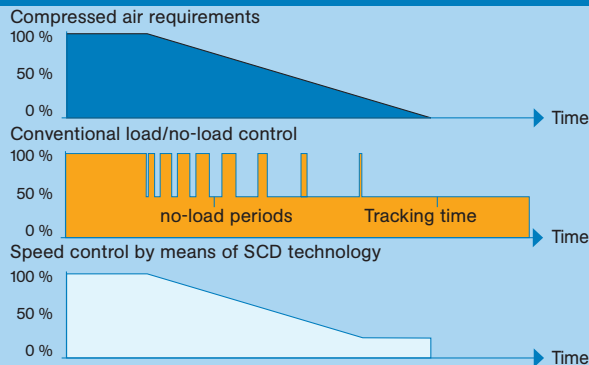 Compressed air requirements
100 %
50 %
0 %
Time
Conventional load/no-load control
100 %
50 %
no-load periods
Tracking time
0 %
Time
Speed control by means of SCD technology
100 %
50 %
0 %
Time